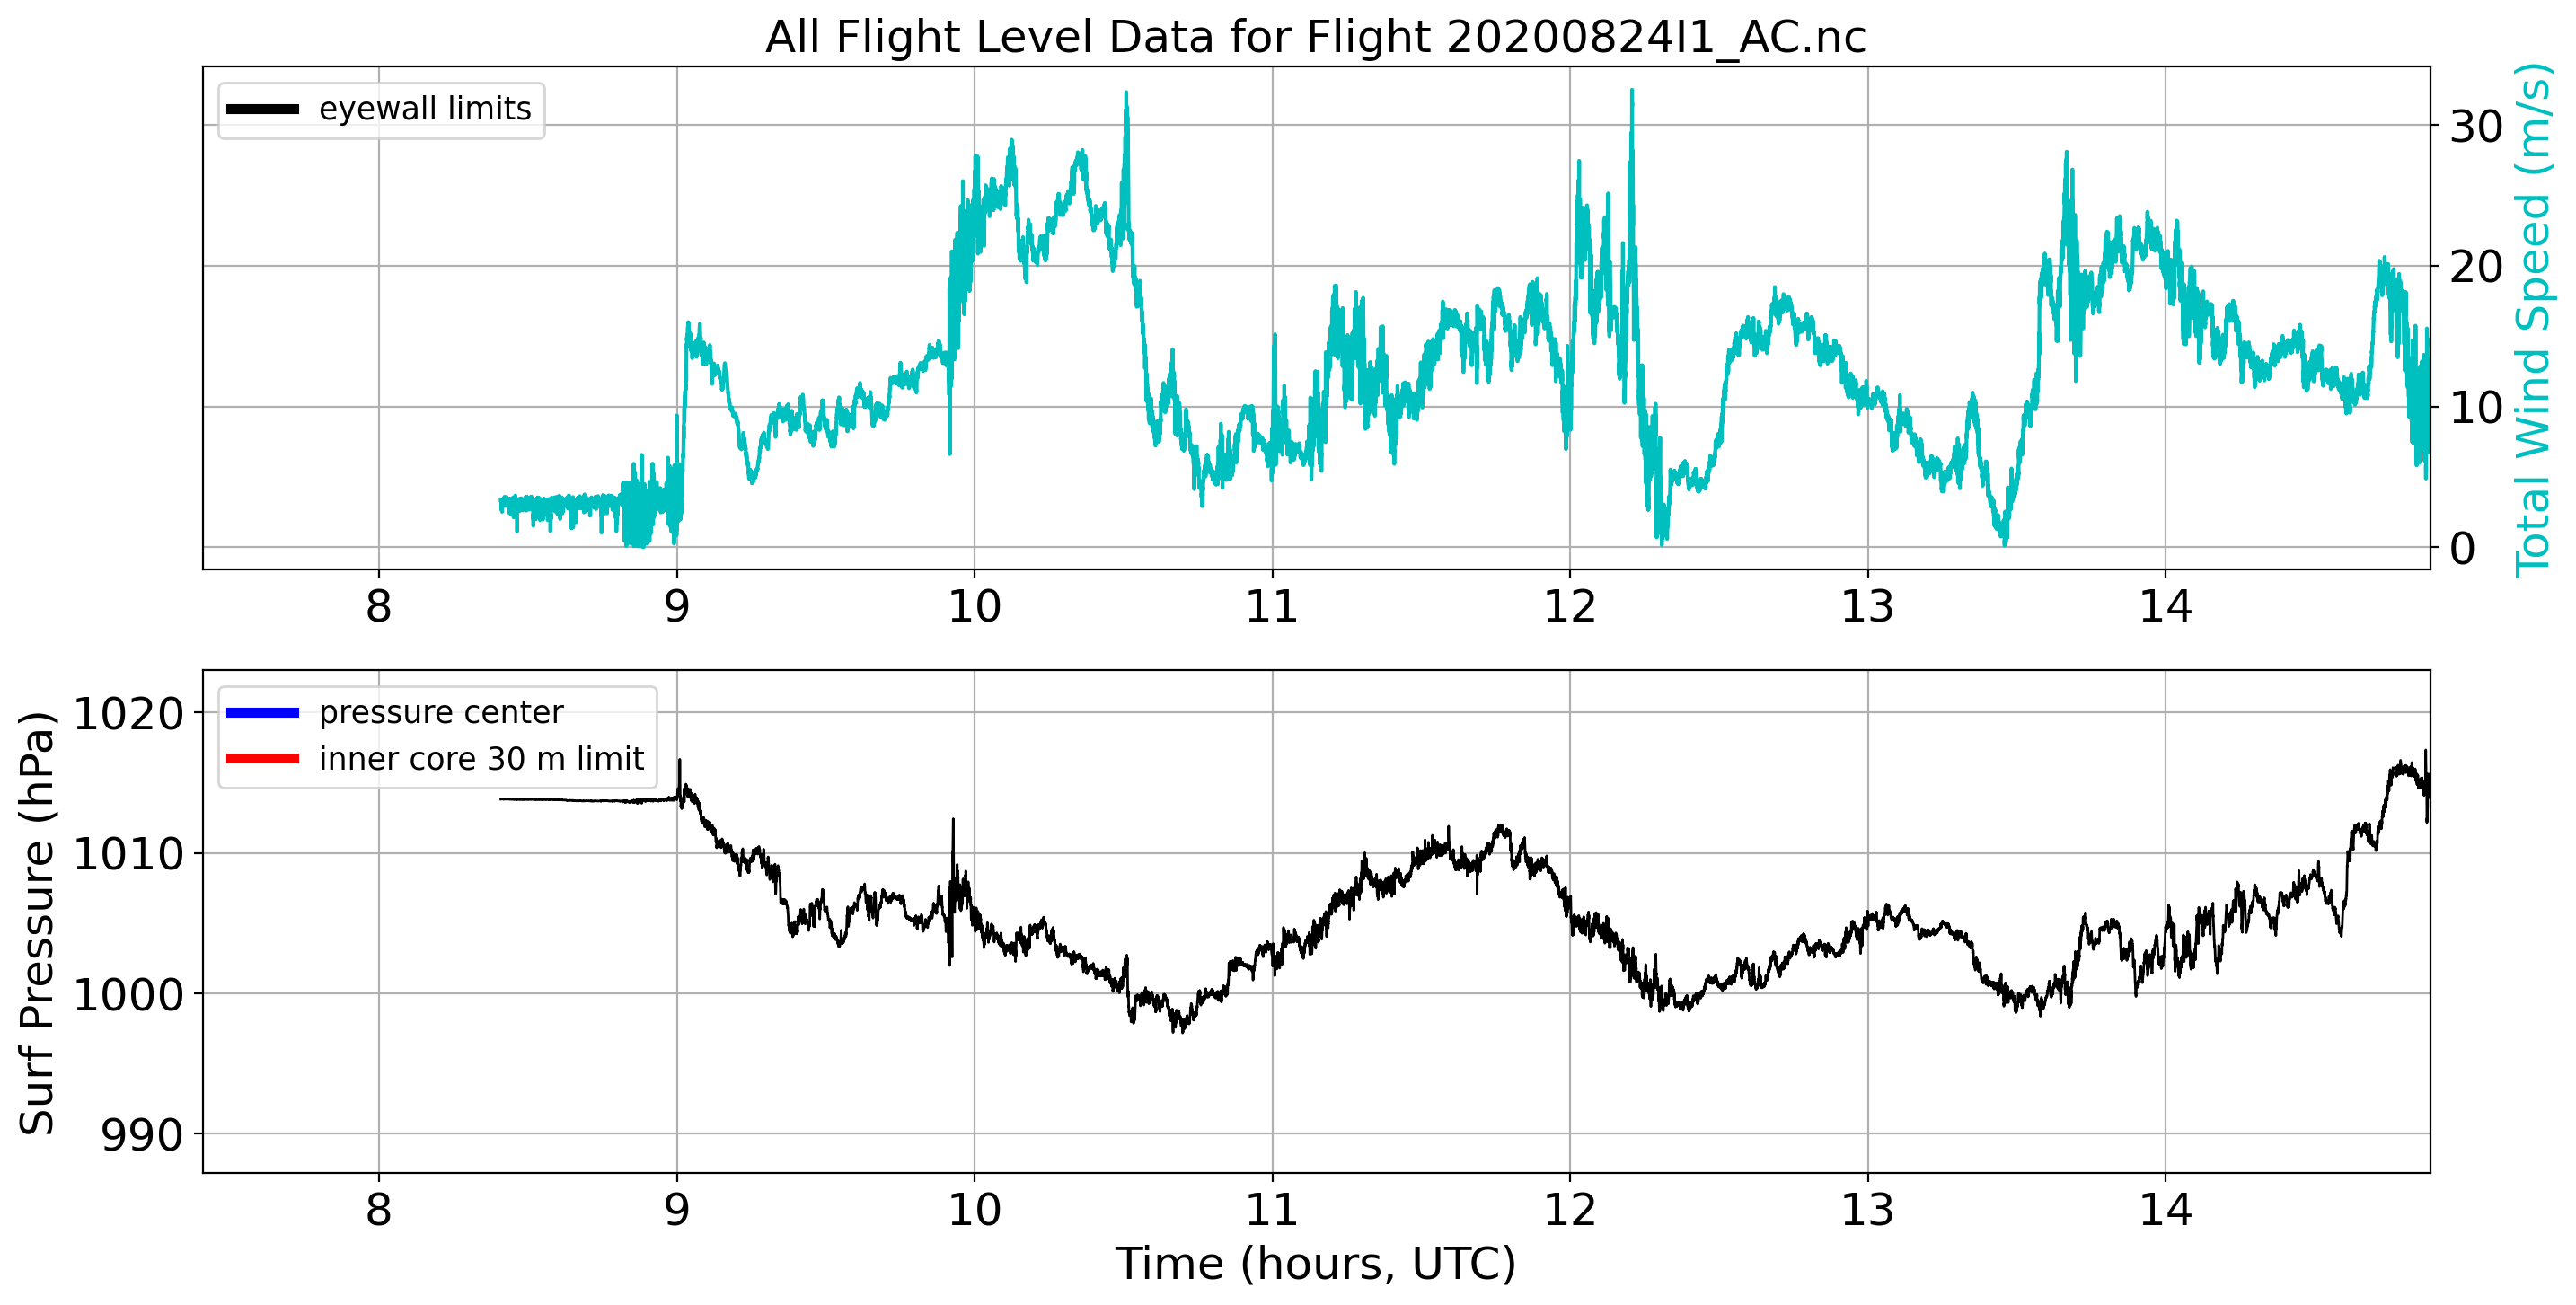 All Flight Level Data for Flight 20200824I1_AC.nc
eyewall limits
30
20
10
0
Total Wind Speed (m/s)
8 9 10 11 12 13 14
pressure center
inner core 30 m limit
1020
1010
1000
990
Surf Pressure (hPa)
8 9 10 11 12 13 14
Time (hours, UTC)